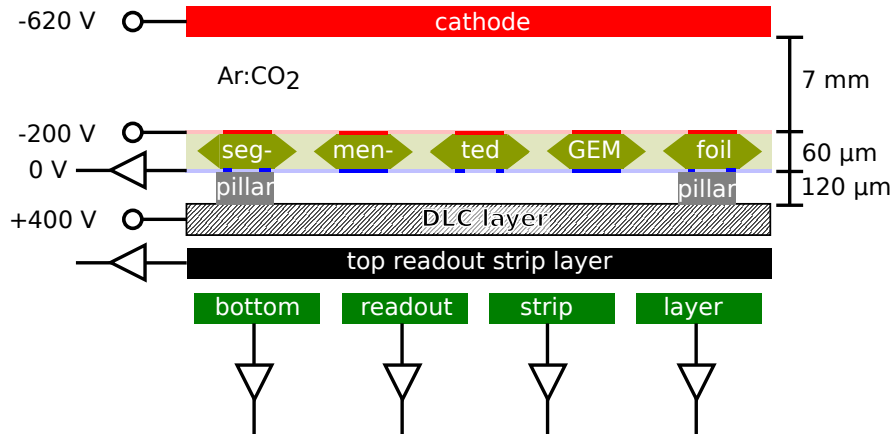 -620 V
cathode
Ar:CO2
7 mm
-200 V
seg- men- ted GEM foil
60 µm
0 V
pillar pillar
120 µm
+400 V
DLC layer
top readout strip layer
bottom readout strip layer